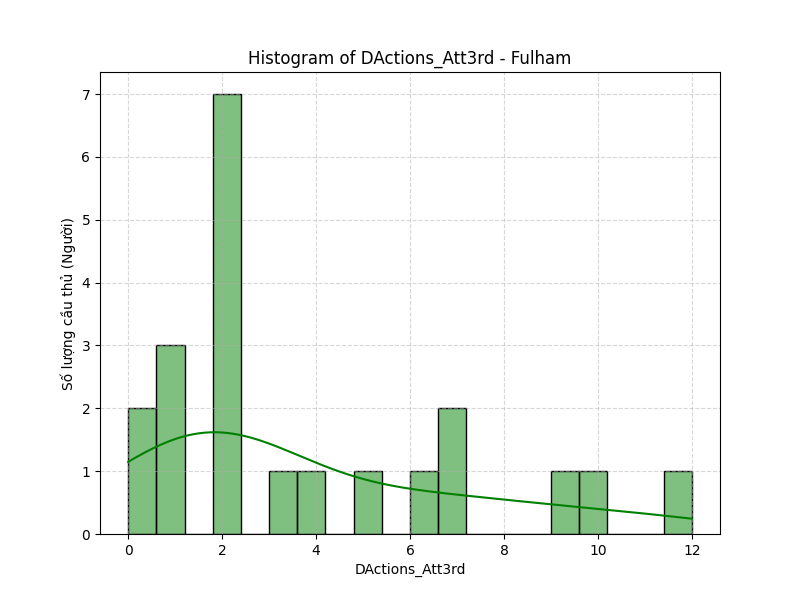 Histogram of DActions_Att3rd - Fulham
Số lượng cầu thủ (Người)
7
6
5
4
3
2
1
0
0 2 4 6 8 10 12
DActions_Att3rd